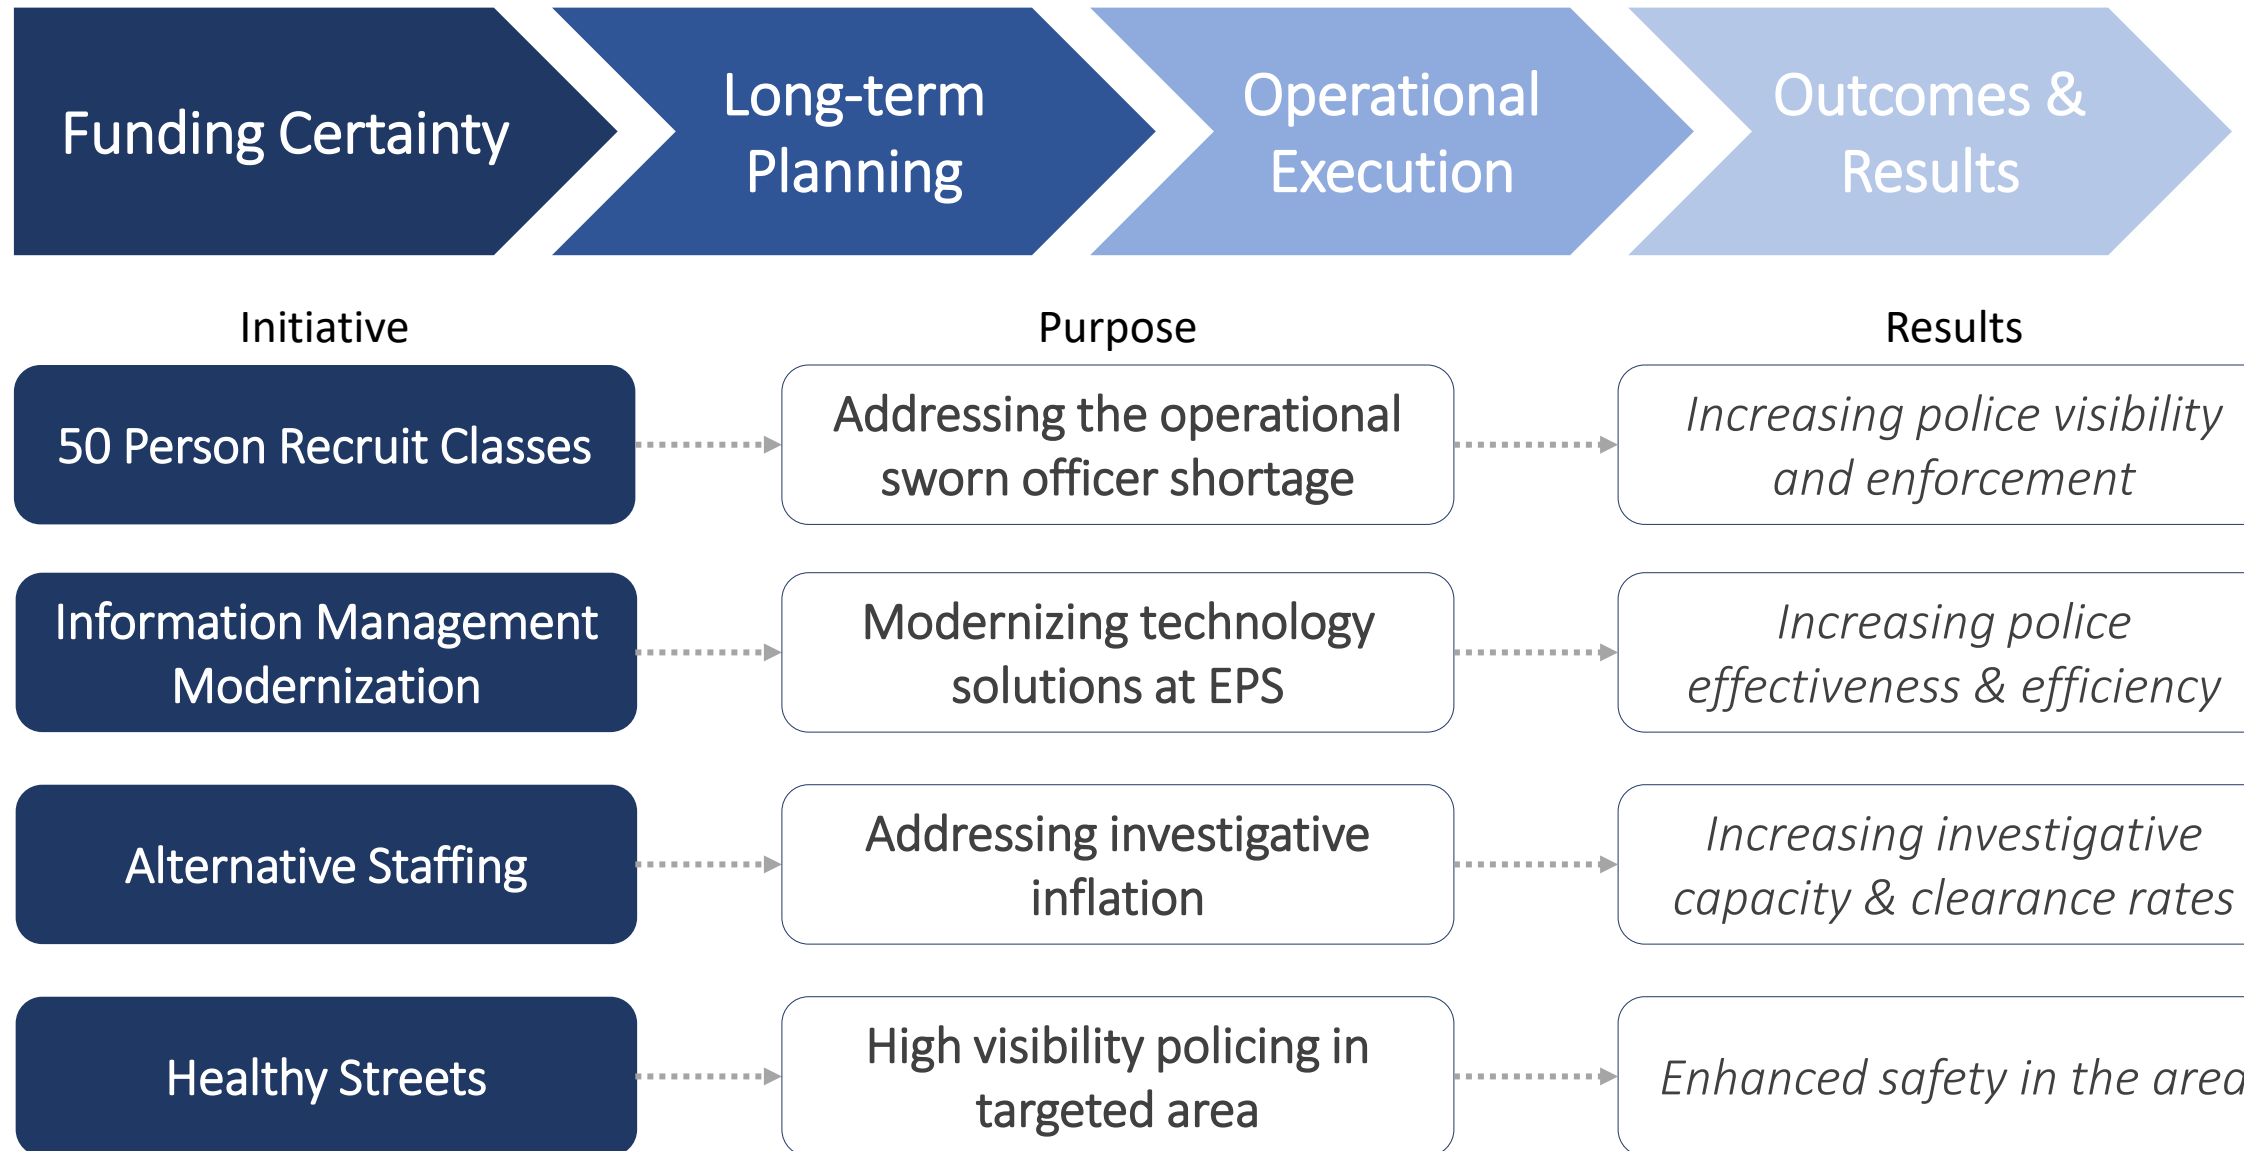 Funding Certainty
Long-term
Planning
Operational
Execution
Outcomes &
Results
Initiative
Purpose
Results
50 Person Recruit Classes
Addressing the operational
sworn officer shortage
Increasing police visibility
and enforcement
Information Management
Modernization
Modernizing technology
solutions at EPS
Increasing police
effectiveness & efficiency
Alternative Staffing
Addressing investigative
inflation
Increasing investigative
capacity & clearance rates
Healthy Streets
High visibility policing in
targeted area
Enhanced safety in the area